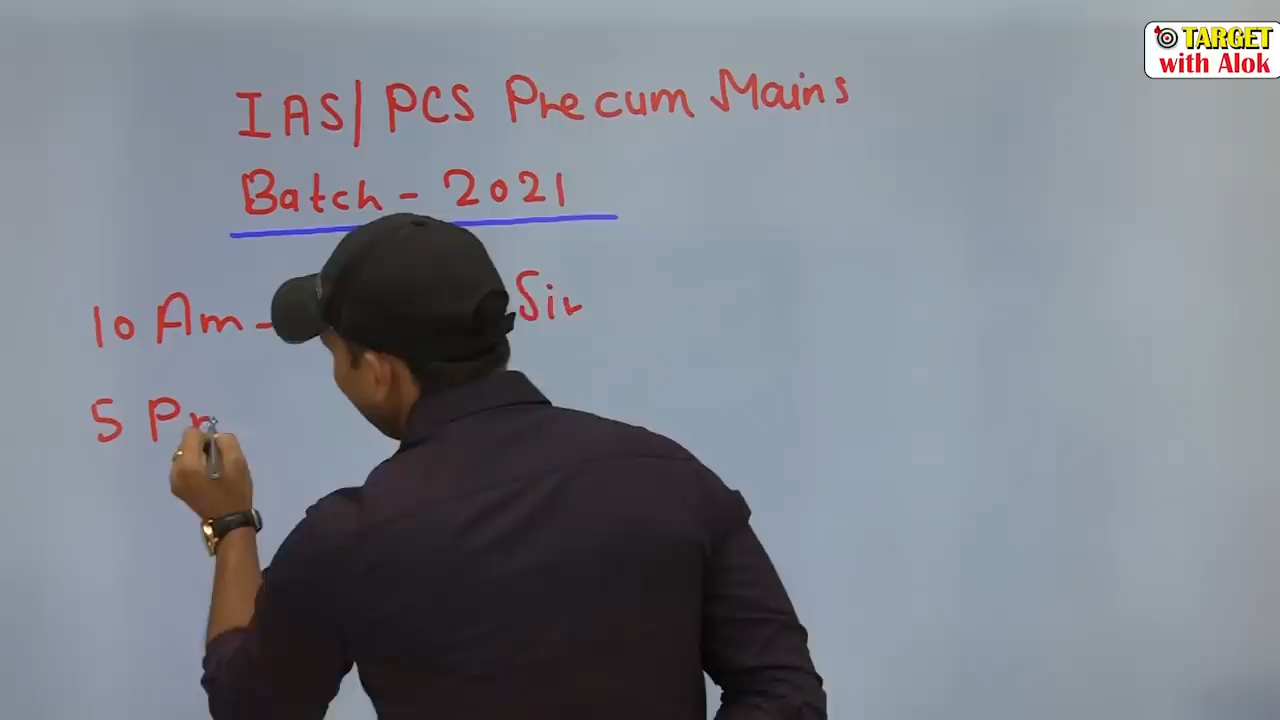 TARGET
with Alok
IAS/PCS Precum Mains
Batch - 2021
10 Am - Sir
5 P